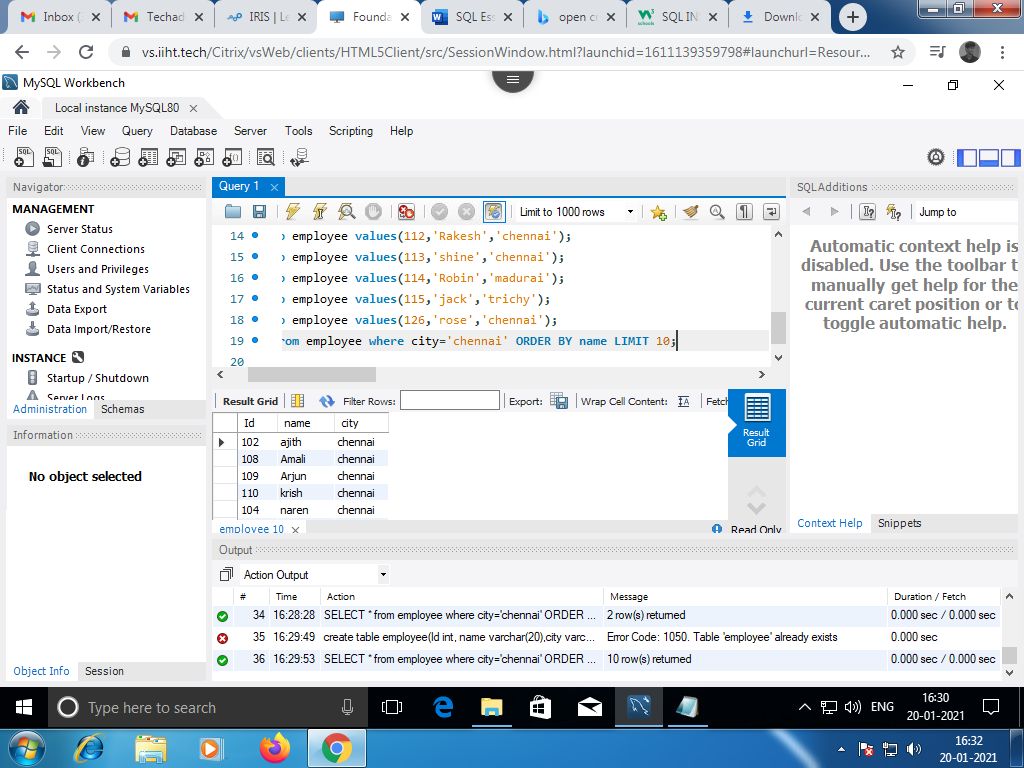 Inbox (
Techad
IRIS | Le
Founda
SQL Ess
open cr
SQL INS
Downlo
vs.iiht.tech/Citrix/vsWeb/clients/HTML5Client/src/SessionWindow.html?launchid=1611139359798#launchurl=Resour...
MySQL Workbench
Local instance MySQL80
File Edit View Query Database Server Tools Scripting Help
Navigator
MANAGEMENT
Server Status
Client Connections
Users and Privileges
Status and System Variables
Data Export
Data Import/Restore
INSTANCE
Startup / Shutdown
Server Logs
Administration Schemas
Information
No object selected
Object Info Session
Query 1
Limit to 1000 rows
14 o employee values(112,'Rakesh','chennai');
15 o employee values(113,'shine','chennai');
16 o employee values(114,'Robin','madurai');
17 o employee values(115,'jack','trichy');
18 o employee values(126,'rose','chennai');
19 rom employee where city='chennai' ORDER BY name LIMIT 10;
20
Result Grid Filter Rows: Export: Wrap Cell Content: Fetch
Id name city
102 ajith chennai
108 Amali chennai
109 Arjun chennai
110 krish chennai
104 naren chennai
Result
Grid
employee 10
Read Only
SQLAdditions
Jump to
Automatic context help is
disabled. Use the toolbar t
manually get help for the
current caret position or to
toggle automatic help.
Context Help Snippets
Output
Action Output
# Time Action Message Duration / Fetch
34 16:28:28 SELECT * from employee where city='chennai' ORDER ... 2 row(s) returned 0.000 sec / 0.000 sec
35 16:29:49 create table employee(Id int, name varchar(20),city varc... Error Code: 1050. Table 'employee' already exists 0.000 sec
36 16:29:53 SELECT * from employee where city='chennai' ORDER ... 10 row(s) returned 0.000 sec / 0.000 sec
Type here to search
ENG
16:30
20-01-2021
16:32
20-01-2021